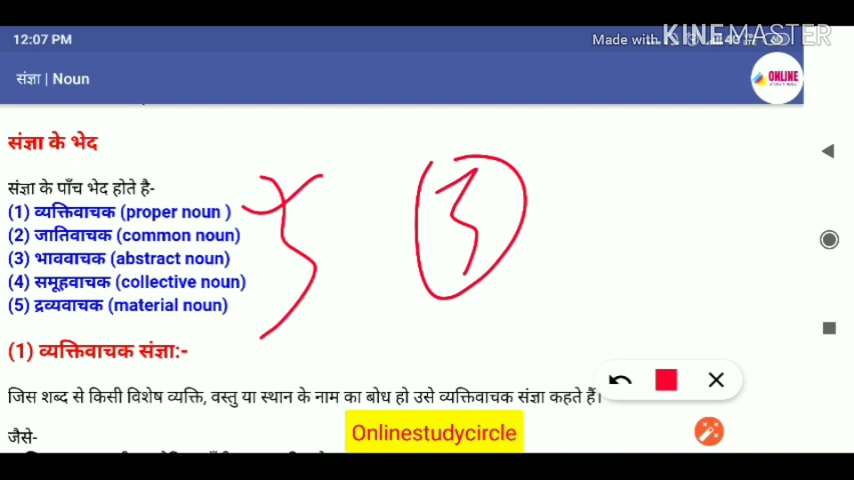 12:07 PM
Made with
KINEMASTER
संज्ञा | Noun
ONLINE
संज्ञा के भेद
संज्ञा के पाँच भेद होते है-
(1) व्यक्तिवाचक (proper noun )
(2) जातिवाचक (common noun)
(3) भाववाचक (abstract noun)
(4) समूहवाचक (collective noun)
(5) द्रव्यवाचक (material noun)
3
(1) व्यक्तिवाचक संज्ञा:-
जिस शब्द से किसी विशेष व्यक्ति, वस्तु या स्थान के नाम का बोध हो उसे व्यक्तिवाचक संज्ञा कहते हैं।
जैसे-
Onlinestudycircle